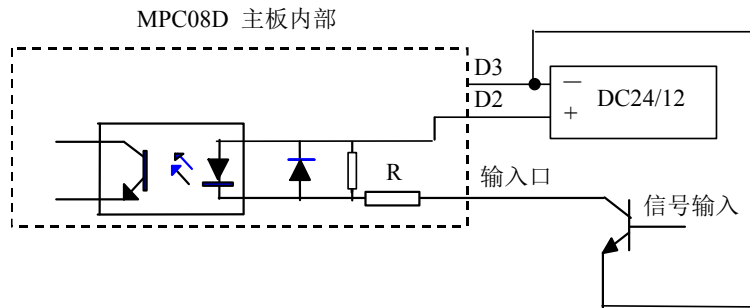 MPC08D 主板内部
D3
D2
—
+
DC24/12
R
输入口
信号输入